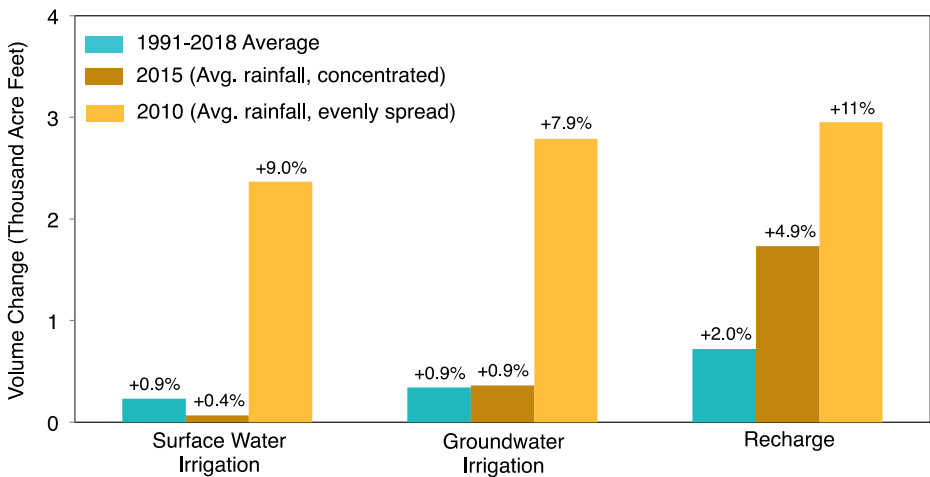 Volume Change (Thousand Acre Feet)
4
3
2
1
0
1991-2018 Average
2015 (Avg. rainfall, concentrated)
2010 (Avg. rainfall, evenly spread)
+0.9%
+0.4%
+9.0%
+0.9%
+0.9%
+7.9%
+2.0%
+4.9%
+11%
Surface Water
Irrigation
Groundwater
Irrigation
Recharge